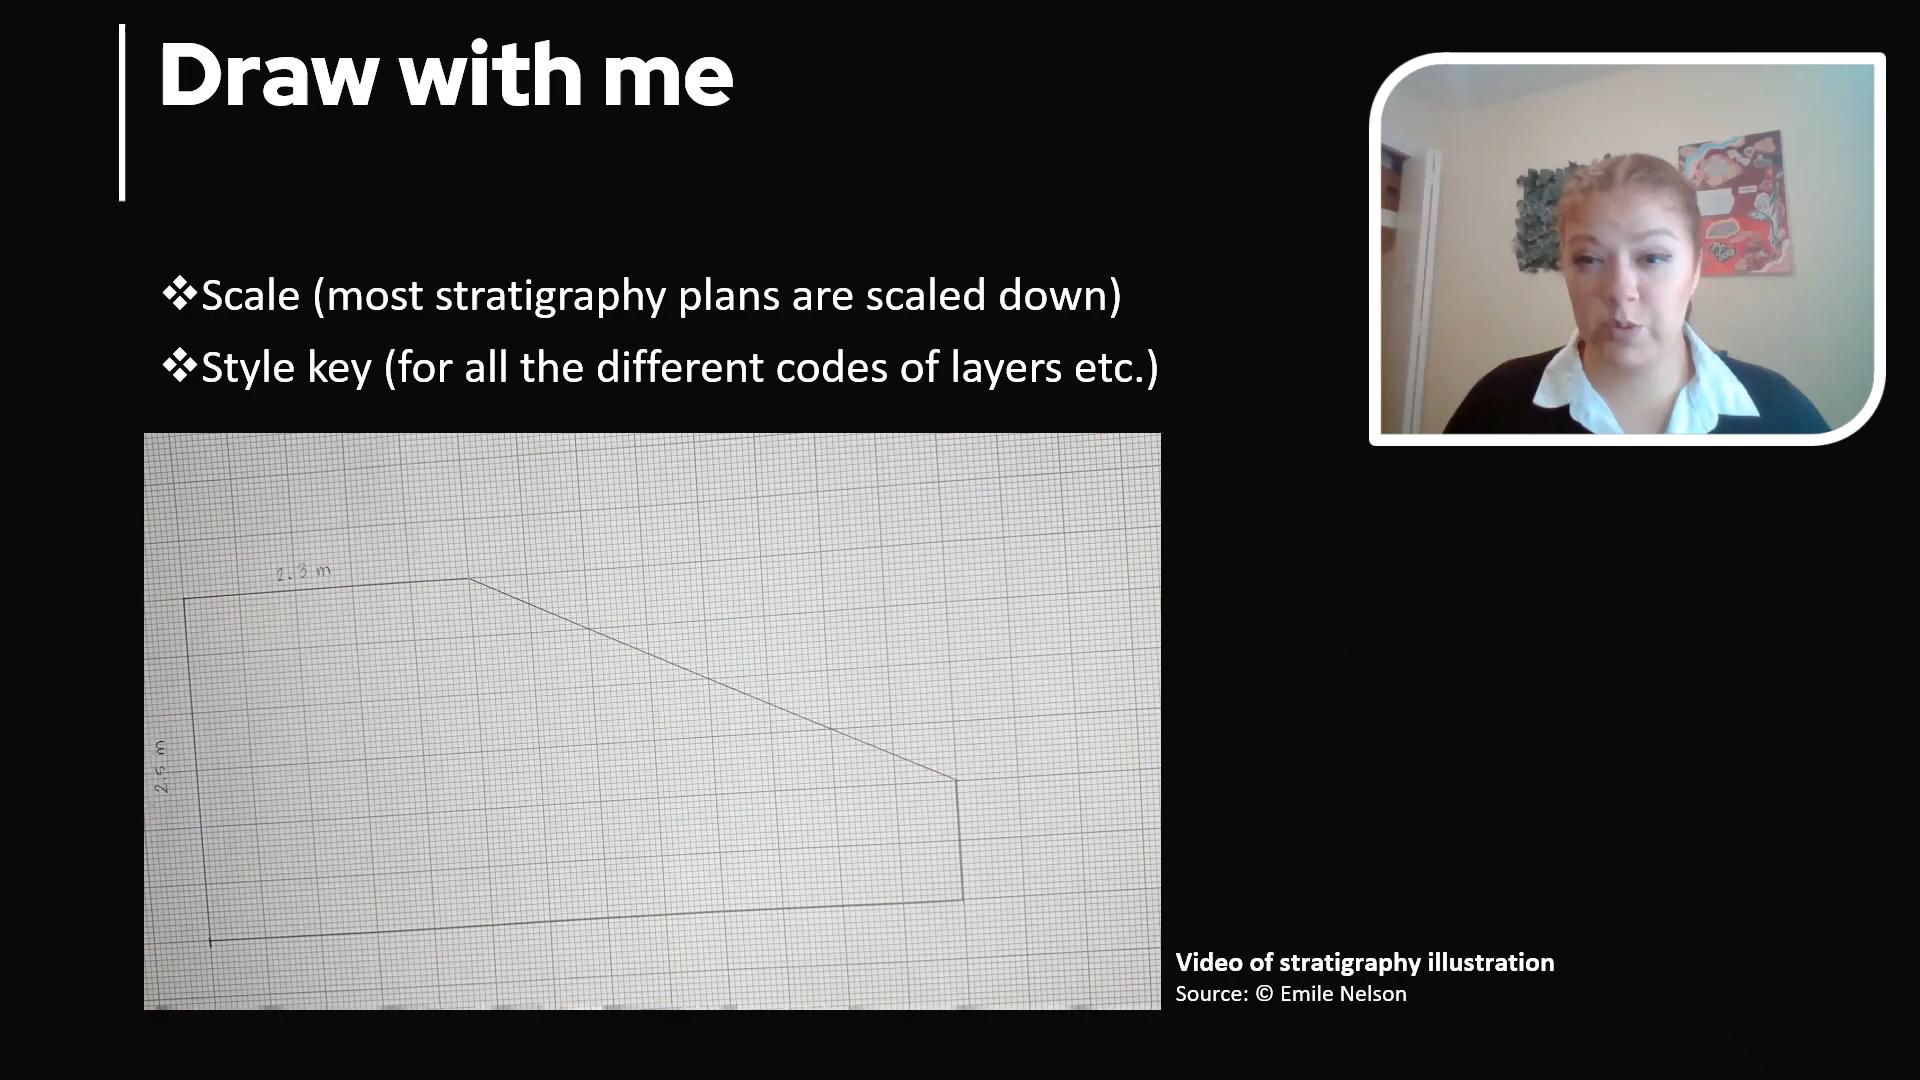 Draw with me
❖Scale (most stratigraphy plans are scaled down)
❖Style key (for all the different codes of layers etc.)
2.3 m
2.5 m
Video of stratigraphy illustration
Source: © Emile Nelson